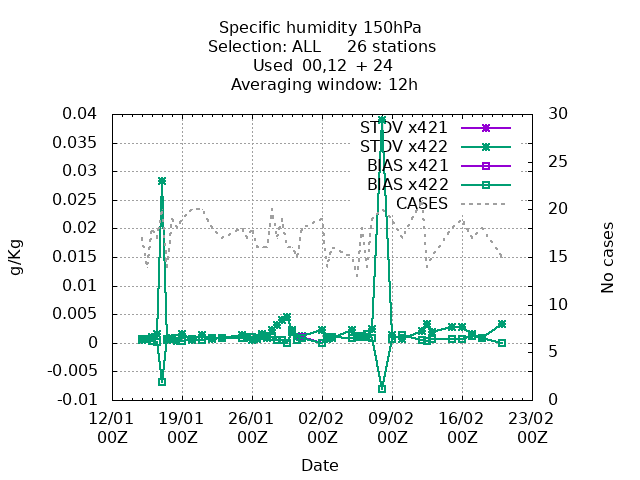 Specific humidity 150hPa
Selection: ALL 26 stations
Used 00,12 + 24
Averaging window: 12h
0.04
0.035
0.03
0.025
0.02
0.015
0.01
0.005
0
-0.005
-0.01
g/Kg
30
25
20
15
10
5
0
No cases
STDV x421
STDV x422
BIAS x421
BIAS x422
CASES
12/01 19/01 26/01 02/02 09/02 16/02 23/02
00Z 00Z 00Z 00Z 00Z 00Z 00Z
Date